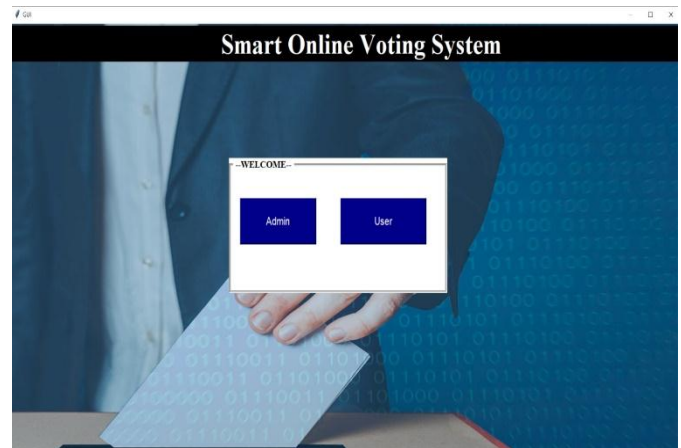 GUI
Smart Online Voting System
--WELCOME--
Admin
User